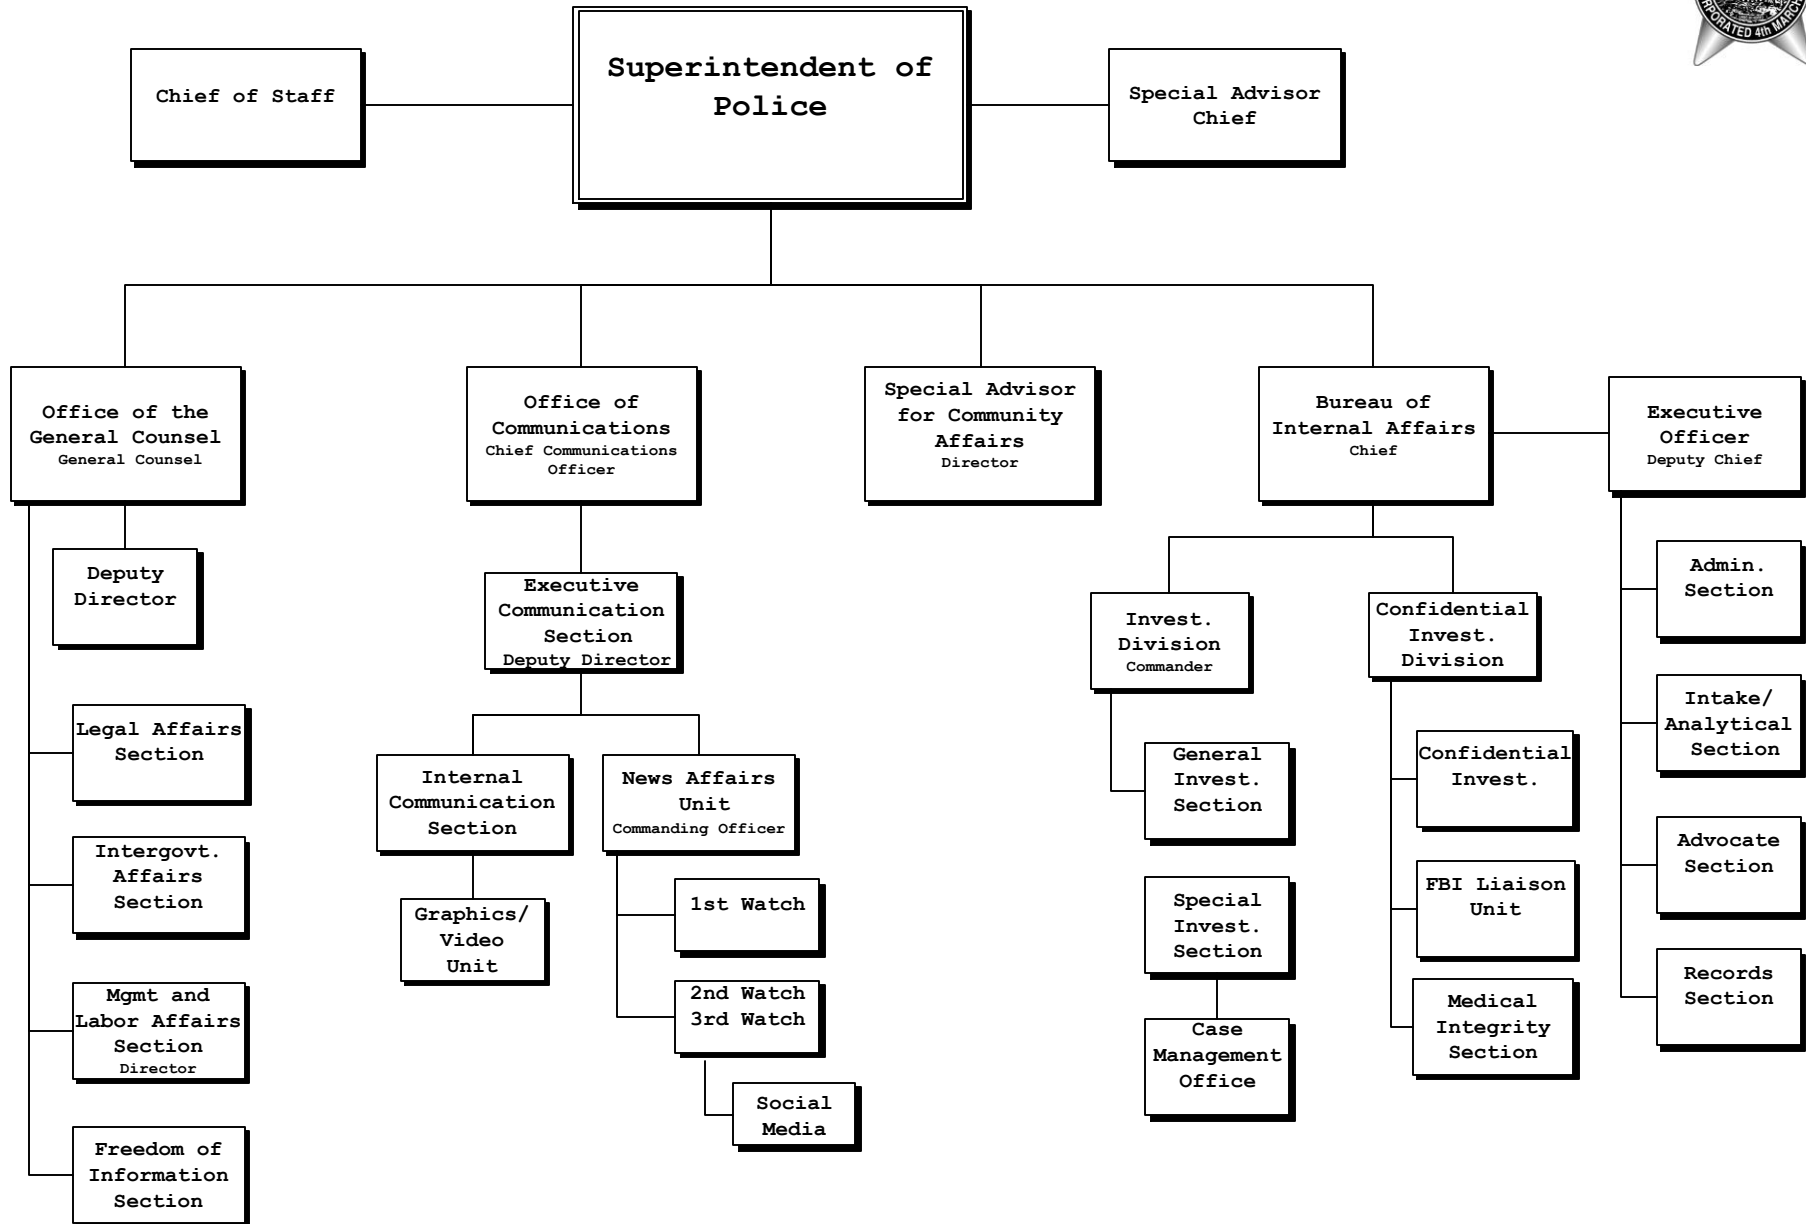 RPORATED 4th MARCH
Superintendent of
Police
Chief of Staff
Special Advisor
Chief
Office of the
General Counsel
General Counsel
Office of
Communications
Chief Communications
Officer
Special Advisor
for Community
Affairs
Director
Bureau of
Internal Affairs
Chief
Executive
Officer
Deputy Chief
Deputy
Director
Legal Affairs
Section
Intergovt.
Affairs
Section
Mgmt and
Labor Affairs
Section
Director
Freedom of
Information
Section
Executive
Communication
Section
Deputy Director
Internal
Communication
Section
Graphics/
Video
Unit
News Affairs
Unit
Commanding Officer
1st Watch
2nd Watch
3rd Watch
Social
Media
Invest.
Division
Commander
General
Invest.
Section
Special
Invest.
Section
Case
Management
Office
Confidential
Invest.
Division
Confidential
Invest.
FBI Liaison
Unit
Medical
Integrity
Section
Admin.
Section
Intake/
Analytical
Section
Advocate
Section
Records
Section